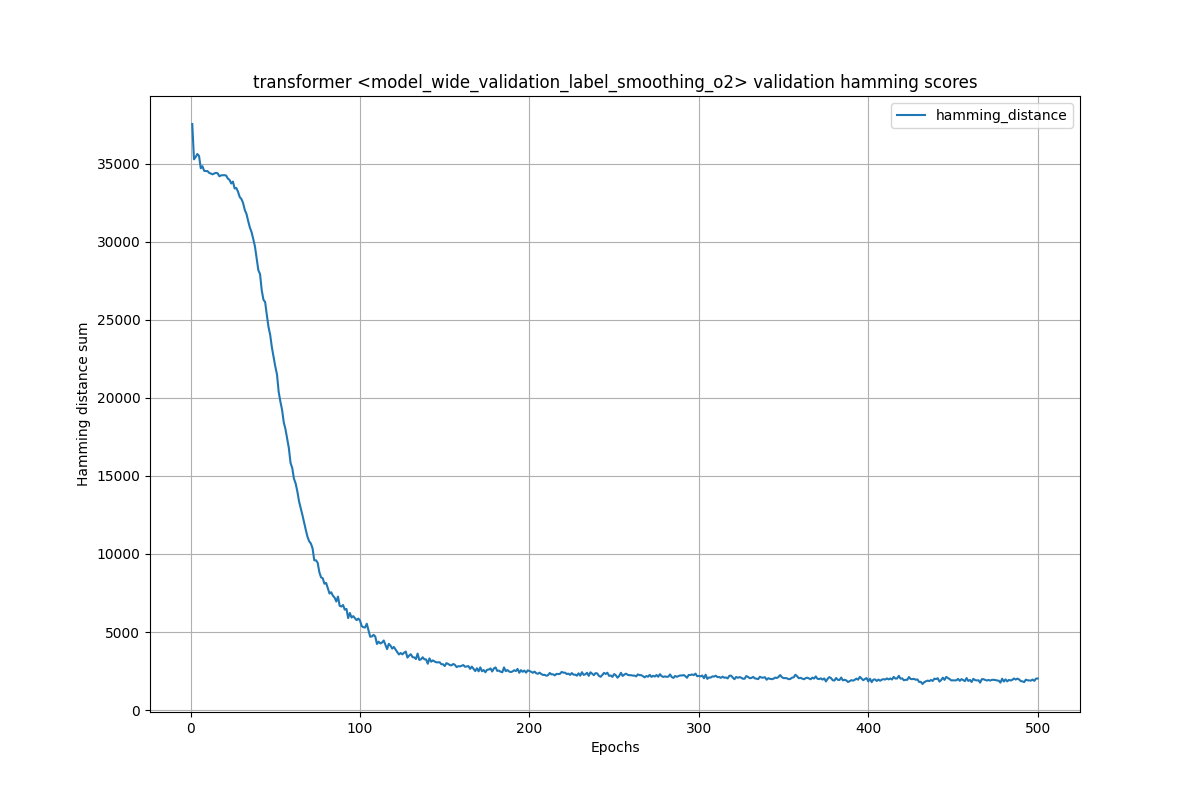 transformer <model_wide_validation_label_smoothing_o2> validation hamming scores
hamming_distance
35000
30000
25000
20000
15000
10000
5000
0
Hamming distance sum
0 100 200 300 400 500
Epochs